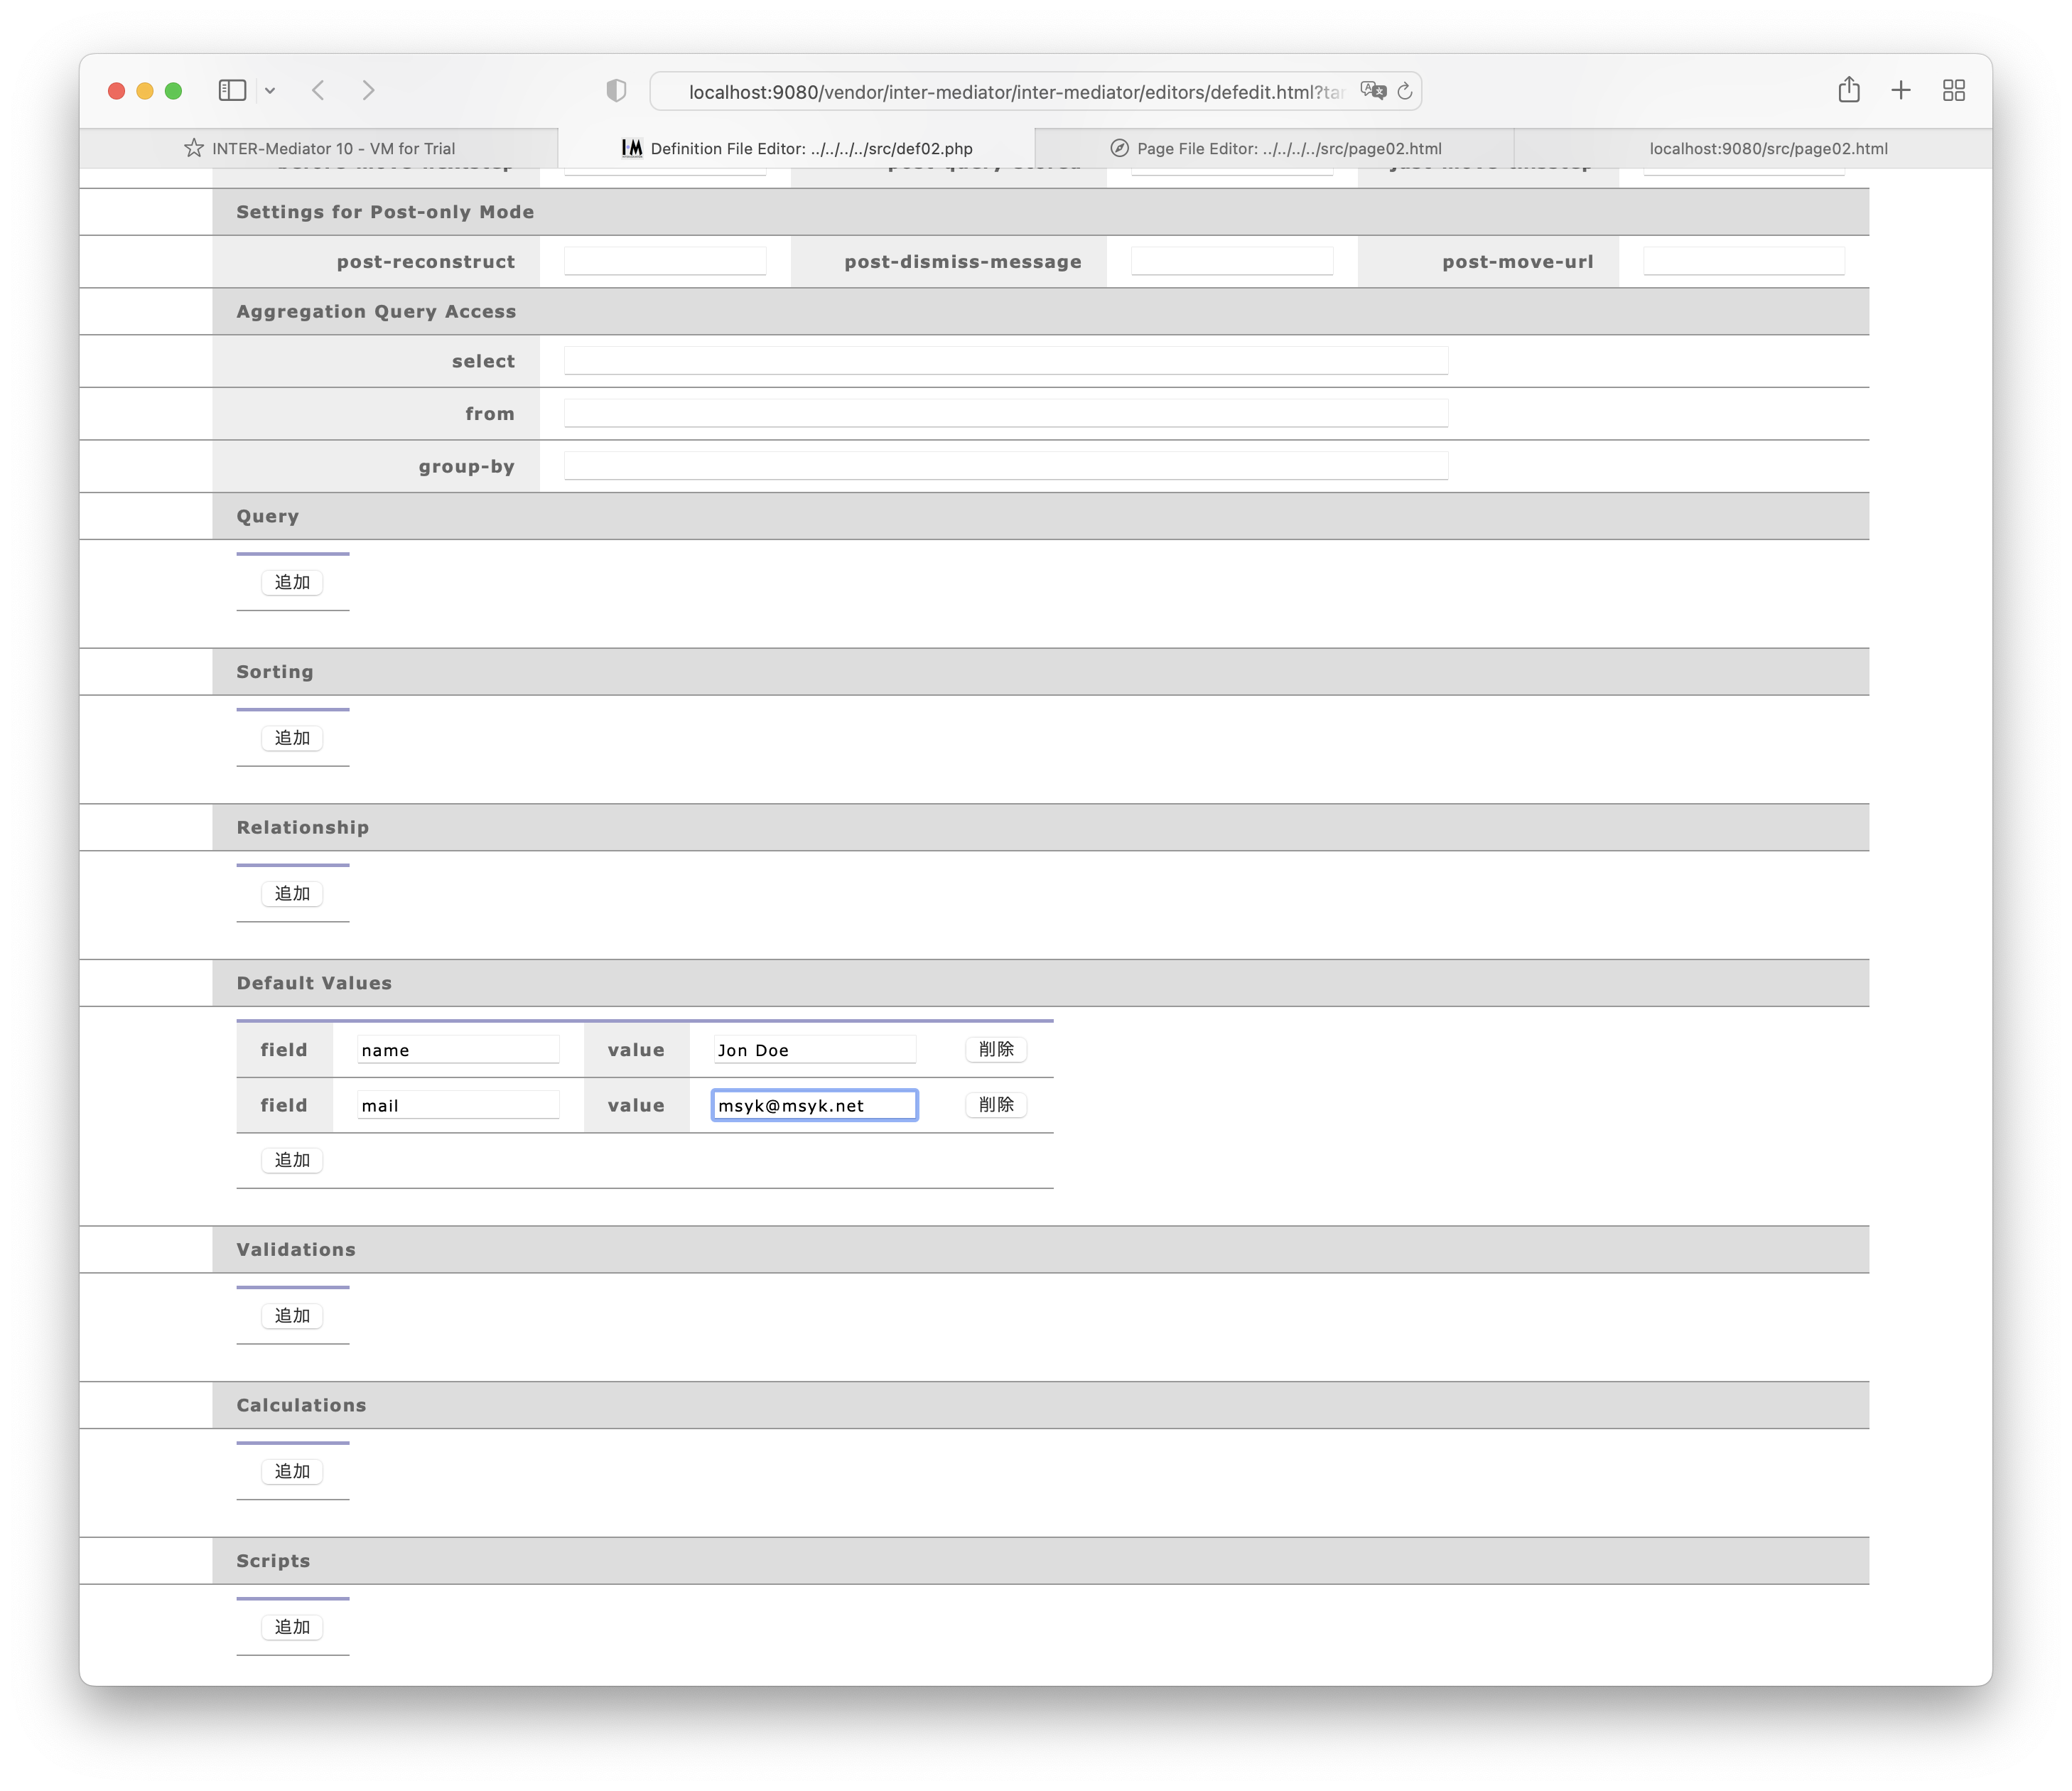 localhost:9080/vendor/inter-mediator/inter-mediator/editors/defedit.html?tar
INTER-Mediator 10 - VM for Trial
Definition File Editor: ../../../../src/def02.php
Page File Editor: ../../../../src/page02.html
localhost:9080/src/page02.html
Settings for Post-only Mode
post-reconstruct post-dismiss-message post-move-url
Aggregation Query Access
select
from
group-by
Query
追加
Sorting
追加
Relationship
追加
Default Values
field name value Jon Doe 削除
field mail value msyk@msyk.net 削除
追加
Validations
追加
Calculations
追加
Scripts
追加